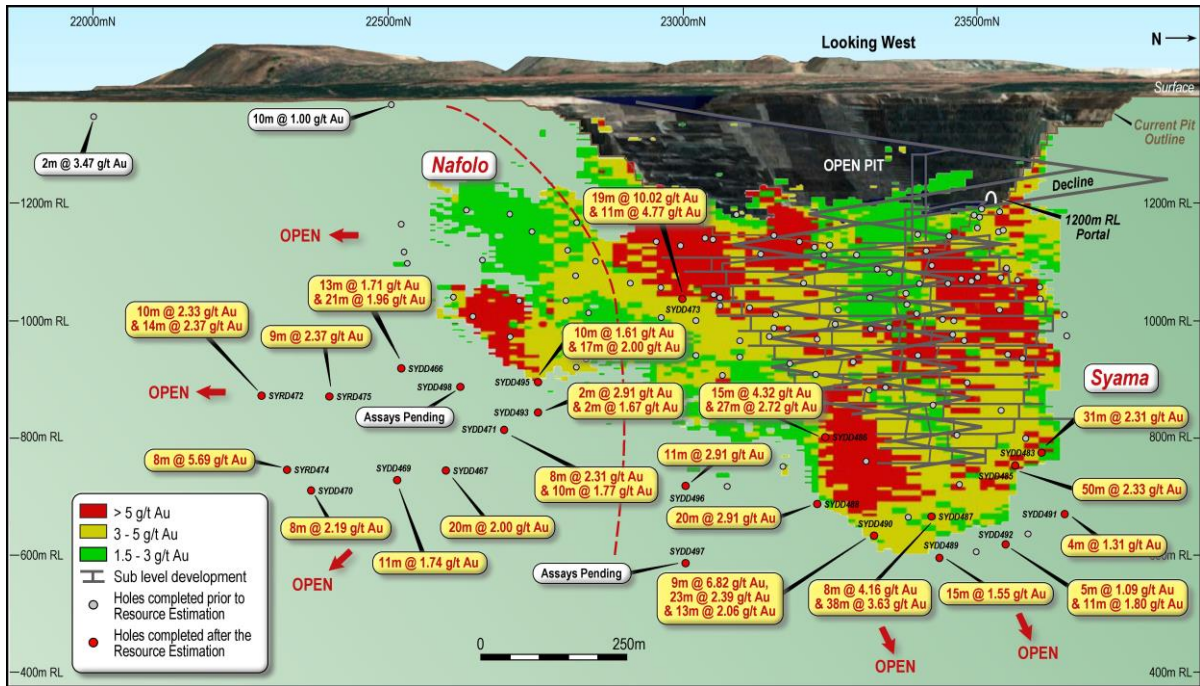 22000mN
22500mN
23000mN
23500mN
Looking West
N
Surface
Current Pit
Outline
10m @ 1.00 g/t Au
2m @ 3.47 g/t Au
Nafolo
OPEN PIT
Decline
19m @ 10.02 g/t Au
& 11m @ 4.77 g/t Au
1200m RL
1200m RL
1200m RL
Portal
OPEN
13m @ 1.71 g/t Au
& 21m @ 1.96 g/t Au
SYDD473
10m @ 2.33 g/t Au
& 14m @ 2.37 g/t Au
1000m RL
1000m RL
9m @ 2.37 g/t Au
10m @ 1.61 g/t Au
& 17m @ 2.00 g/t Au
SYDD466
SYDD498
SYDD495
Syama
OPEN
SYRD472
SYRD475
2m @ 2.91 g/t Au
& 2m @ 1.67 g/t Au
15m @ 4.32 g/t Au
& 27m @ 2.72 g/t Au
Assays Pending
SYDD493
31m @ 2.31 g/t Au
SYDD471
SYDD486
800m RL
800m RL
8m @ 5.69 g/t Au
SYRD474
SYDD469
SYDD467
11m @ 2.91 g/t Au
SYDD483
SYDD485
8m @ 2.31 g/t Au
& 10m @ 1.77 g/t Au
50m @ 2.33 g/t Au
SYDD470
SYDD496
SYDD488
20m @ 2.91 g/t Au
SYDD490
SYDD487
SYDD491
8m @ 2.19 g/t Au
20m @ 2.00 g/t Au
SYDD492
SYDD489
4m @ 1.31 g/t Au
11m @ 1.74 g/t Au
SYDD497
600m RL
Assays Pending
OPEN
9m @ 6.82 g/t Au,
23m @ 2.39 g/t Au
& 13m @ 2.06 g/t Au
8m @ 4.16 g/t Au
& 38m @ 3.63 g/t Au
15m @ 1.55 g/t Au
5m @ 1.09 g/t Au
& 11m @ 1.80 g/t Au
OPEN
OPEN
> 5 g/t Au
3 - 5 g/t Au
1.5 - 3 g/t Au
Sub level development
Holes completed prior to
Resource Estimation
Holes completed after the
Resource Estimation
0
250m
400m RL
400m RL